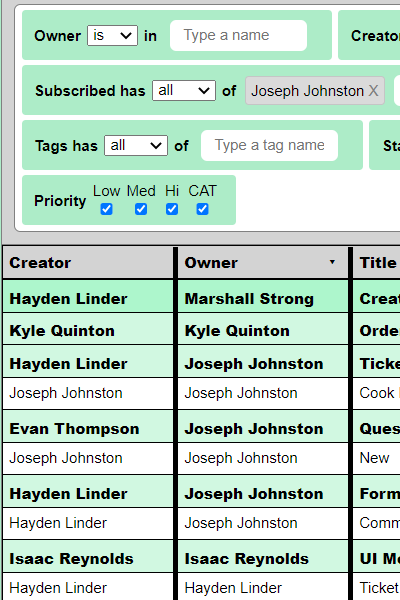 Owner is in Type a name Creator
Subscribed has all of Joseph Johnston X
Tags has all of Type a tag name Sta
Priority Low Med Hi CAT
Creator Owner Title
Hayden Linder Marshall Strong Creat
Kyle Quinton Kyle Quinton Orde
Hayden Linder Joseph Johnston Ticke
Joseph Johnston Joseph Johnston Cook
Evan Thompson Joseph Johnston Ques
Joseph Johnston Joseph Johnston New
Hayden Linder Joseph Johnston Form
Hayden Linder Joseph Johnston Comm
Isaac Reynolds Isaac Reynolds UI Mo
Hayden Linder Hayden Linder Ticket